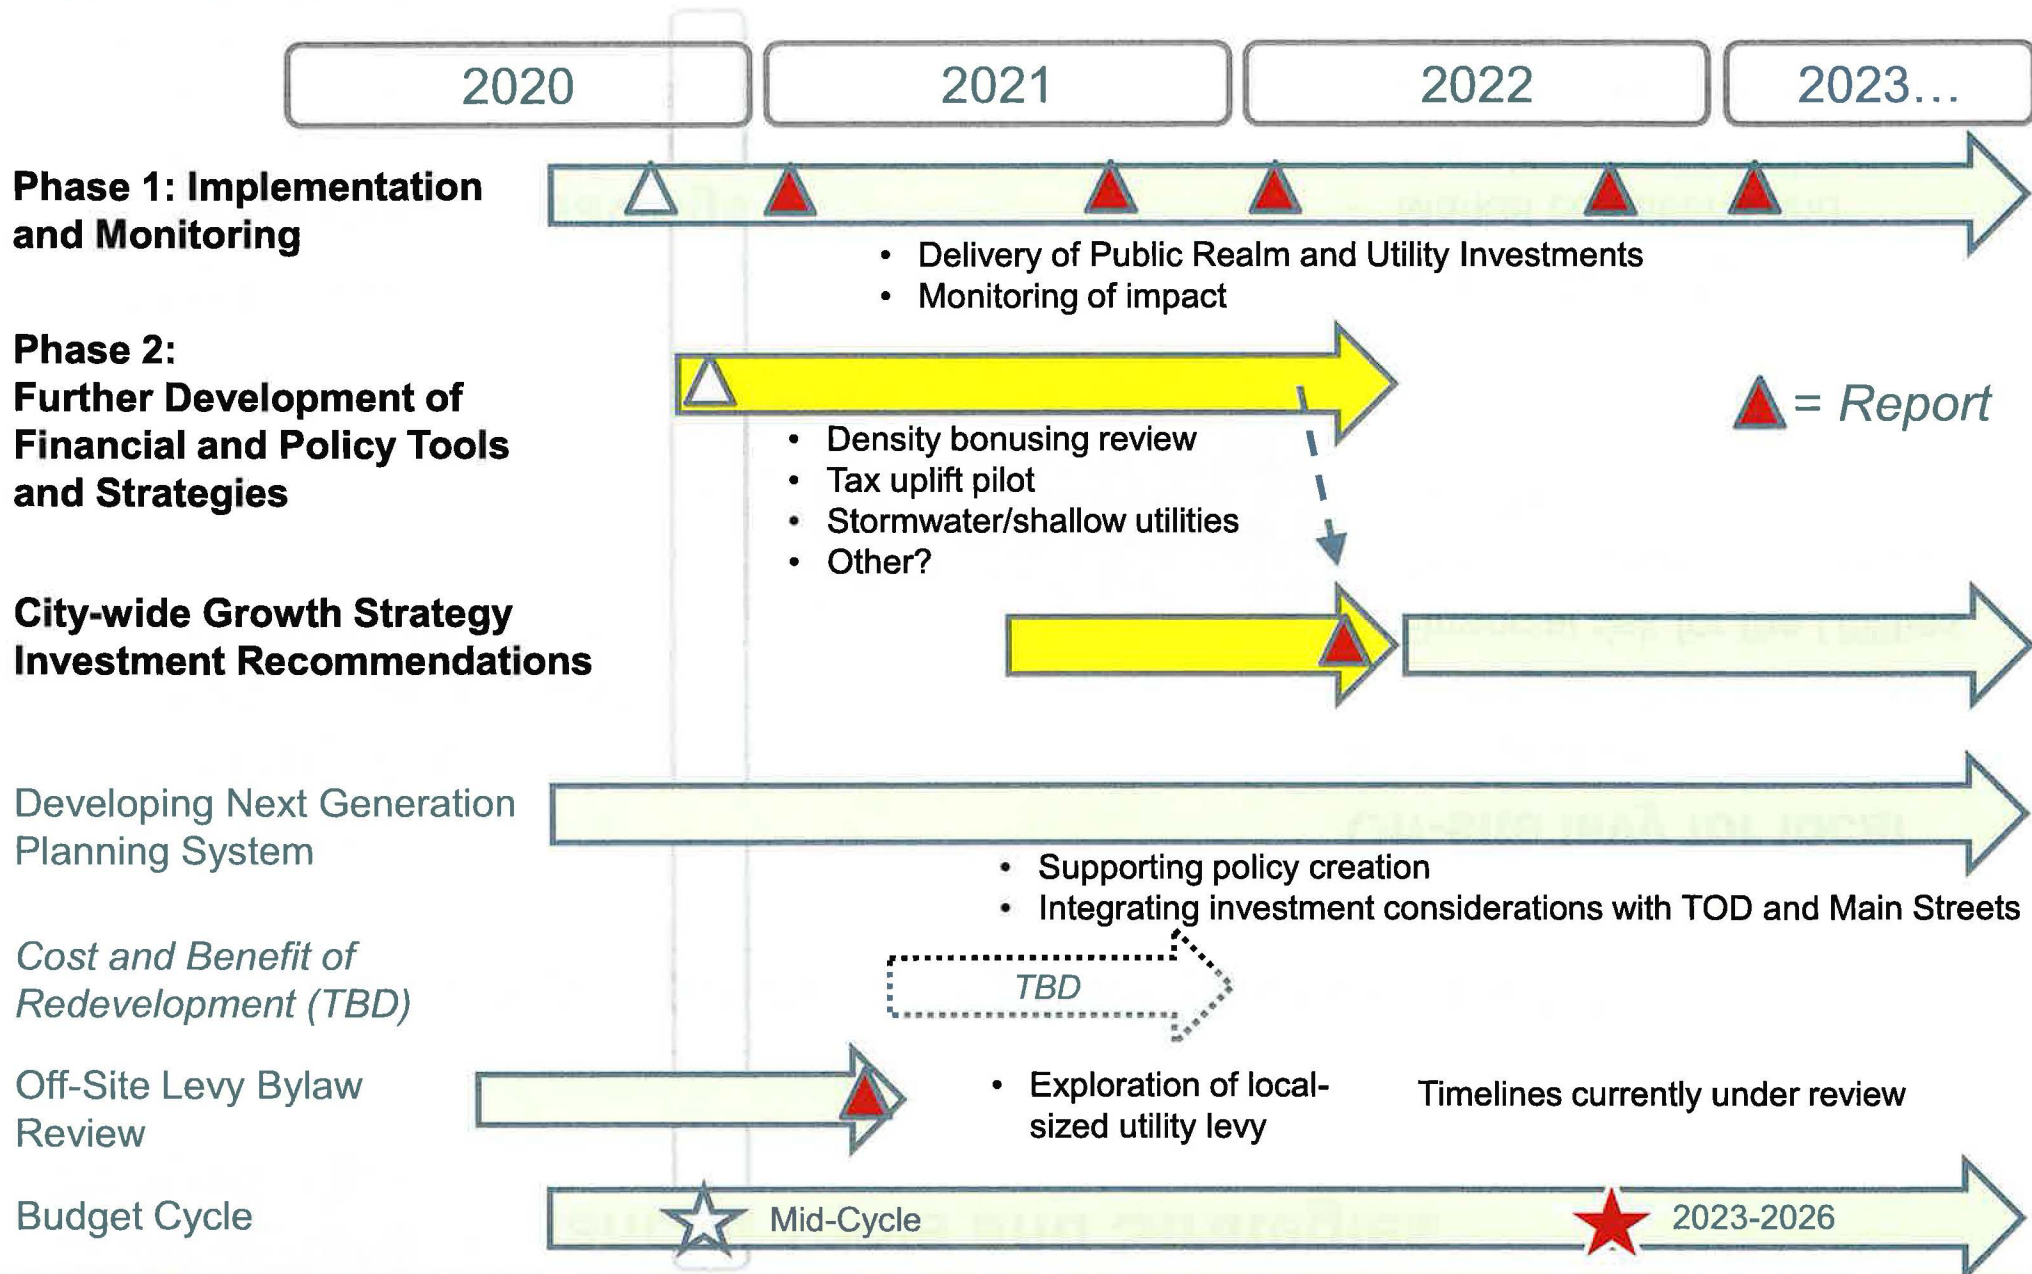 2020
2021
2022
2023...
Phase 1: Implementation
and Monitoring
• Delivery of Public Realm and Utility Investments
• Monitoring of impact
Phase 2:
Further Development of
Financial and Policy Tools
and Strategies
= Report
• Density bonusing review
• Tax uplift pilot
• Stormwater/shallow utilities
• Other?
City-wide Growth Strategy
Investment Recommendations
Developing Next Generation
Planning System
• Supporting policy creation
• Integrating investment considerations with TOD and Main Streets
Cost and Benefit of
Redevelopment (TBD)
TBD
Off-Site Levy Bylaw
Review
• Exploration of local-
sized utility levy
Timelines currently under review
Budget Cycle
Mid-Cycle
2023-2026